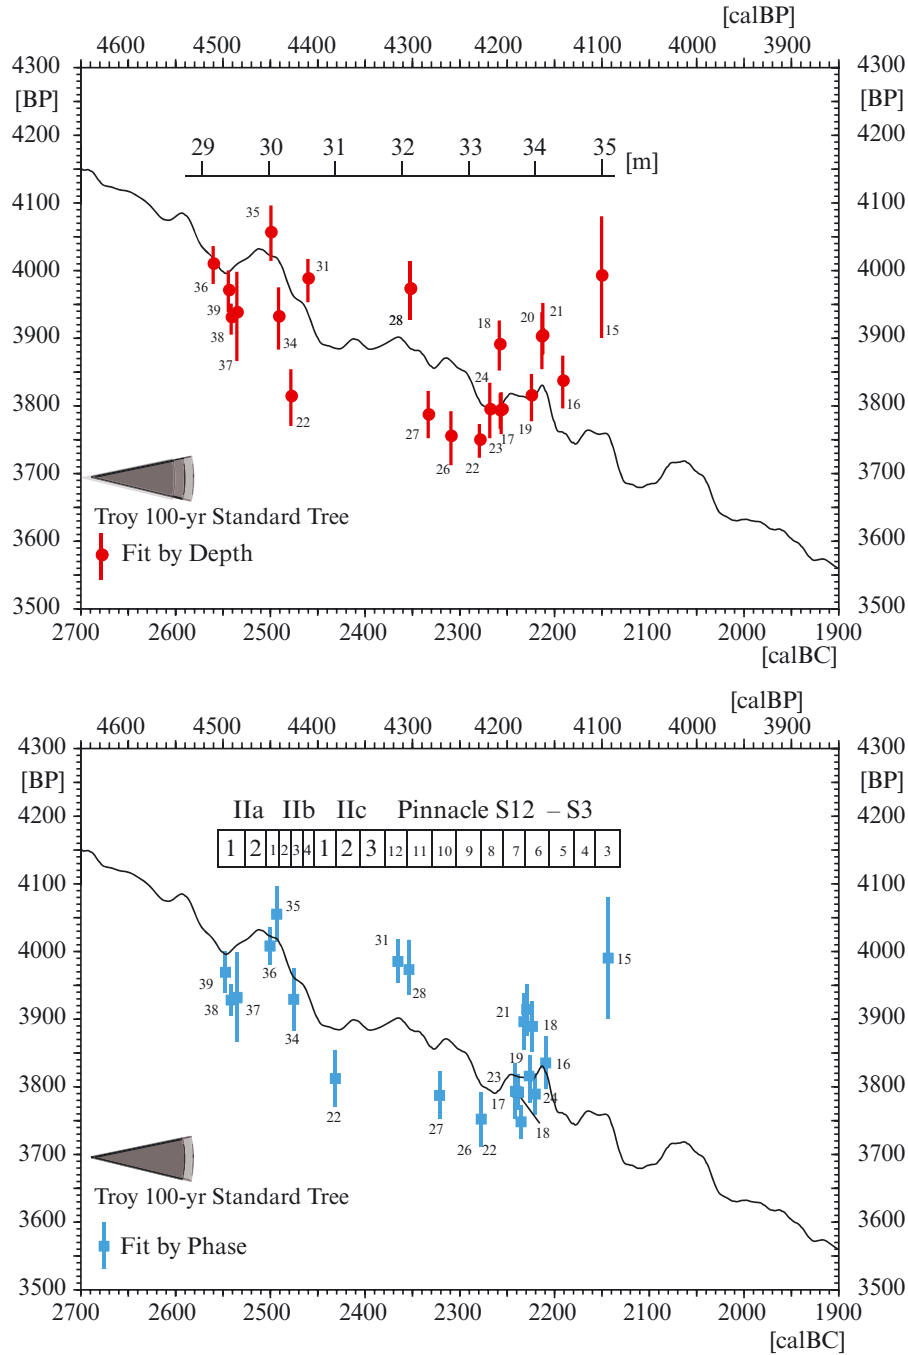 [calBP]
4600 4500 4400 4300 4200 4100 4000 3900
4300 4300
[BP] [BP]
4200 4200
29 30 31 32 33 34 35 [m]
4100 4100
35
4000 31 4000
36
39 28 18 20 21 15
3900 38 34 3900
37
24
3800 22 27 26 22 23 17 19 16 3800
3700 3700
3600 Troy 100-yr Standard Tree 3600
Fit by Depth
3500 3500
2700 2600 2500 2400 2300 2200 2100 2000 1900
[calBC]
[calBP]
4600 4500 4400 4300 4200 4100 4000 3900
4300 4300
[BP] [BP]
4200 IIa IIb IIc Pinnacle S12 – S3 4200
1 2 1 2 3 4 1 2 3 12 11 10 9 8 7 6 5 4 3
4100 4100
35
31
4000 36 15 4000
39 28
38 37 21 18
3900 34 3900
19 16
23
3800 17 24 3800
22 27 18
26 22
3700 3700
Troy 100-yr Standard Tree
3600 3600
Fit by Phase
3500 3500
2700 2600 2500 2400 2300 2200 2100 2000 1900
[calBC]